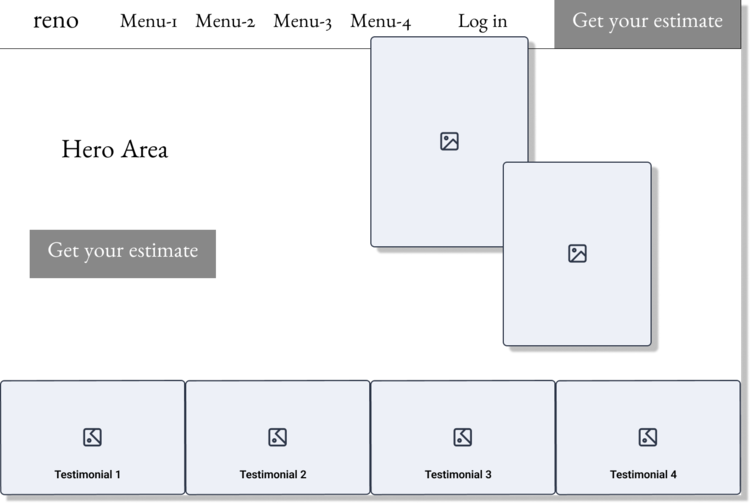 reno Menu-1 Menu-2 Menu-3 Menu-4 Log in Get your estimate
Hero Area
Get your estimate
Testimonial 1 Testimonial 2 Testimonial 3 Testimonial 4